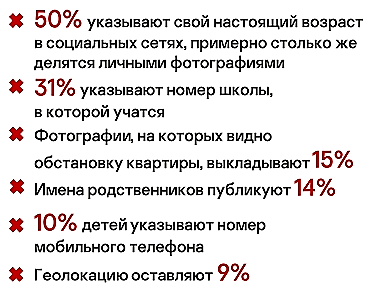 50% указывают свой настоящий возраст
в социальных сетях, примерно столько же
делятся личными фотографиями
31% указывают номер школы,
в которой учатся
Фотографии, на которых видно
обстановку квартиры, выкладывают 15%
Имена родственников публикуют 14%
10% детей указывают номер
мобильного телефона
Геолокацию оставляют 9%